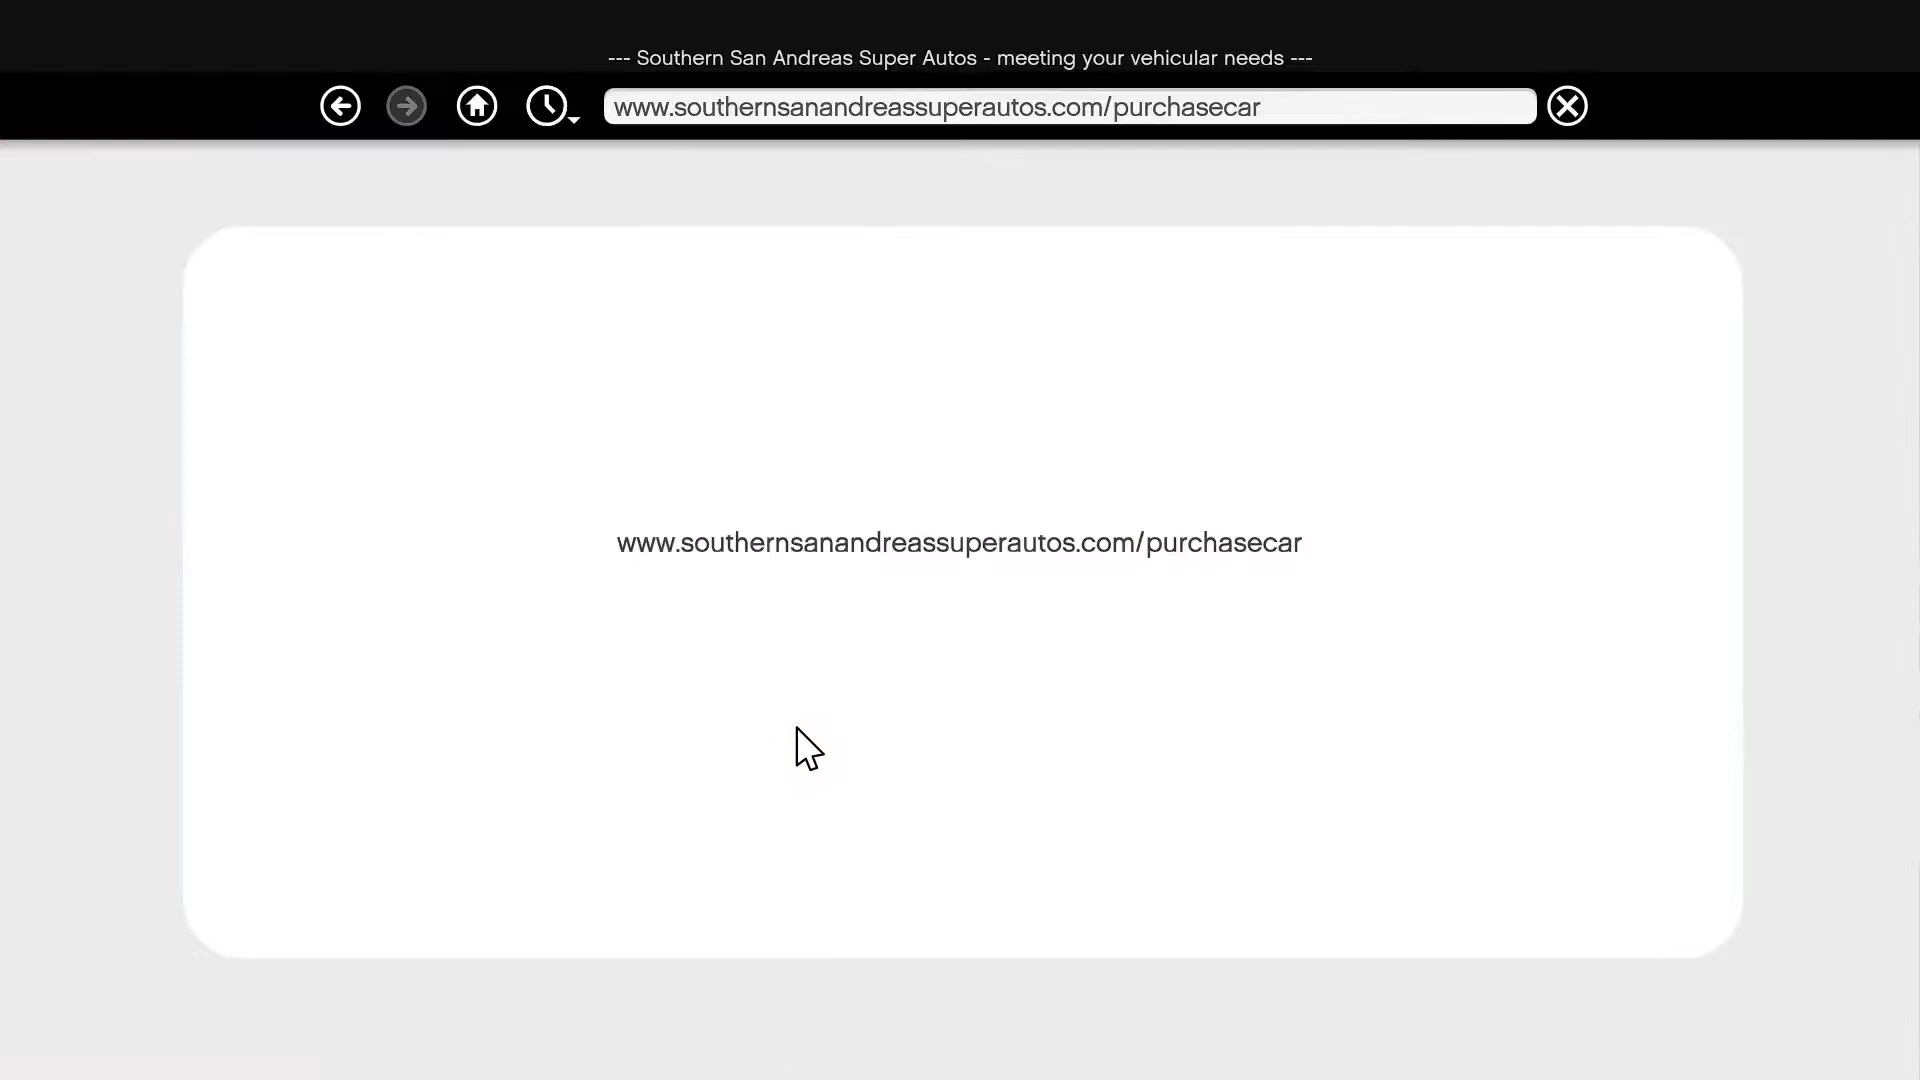 --- Southern San Andreas Super Autos - meeting your vehicular needs ---
www.southernsanandreassuperautos.com/purchasecar
www.southernsanandreassuperautos.com/purchasecar